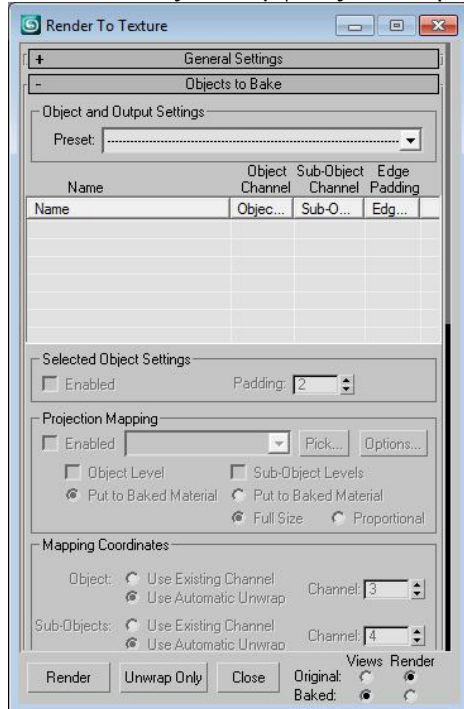 Render To Texture
+ General Settings
- Objects to Bake
Object and Output Settings
Preset: ----------------------------------------
Object Sub-Object Edge
Name Channel Channel Padding
Name Objec... Sub-O... Edg...
Selected Object Settings
Enabled Padding: 2
Projection Mapping
Enabled Pick... Options...
Object Level Sub-Object Levels
Put to Baked Material Put to Baked Material
Full Size Proportional
Mapping Coordinates
Object: Use Existing Channel
Use Automatic Unwrap Channel: 3
Sub-Objects: Use Existing Channel
Use Automatic Unwrap Channel: 4
Views Render
Render Unwrap Only Close Original:
Baked: